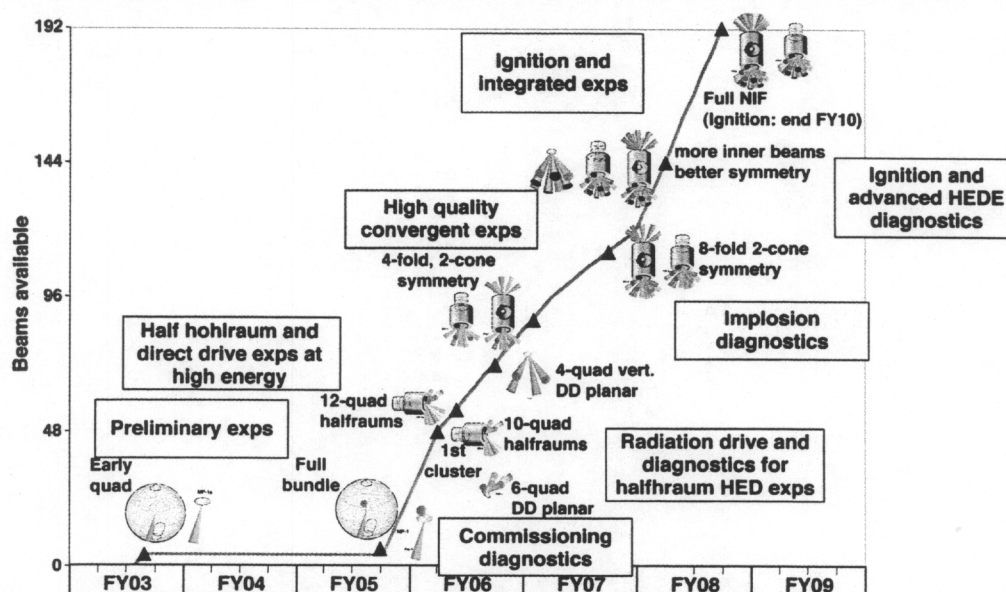 192
Ignition and
integrated exps
Full NIF
(Ignition: end FY10)
144
more inner beams
better symmetry
Ignition and
advanced HEDE
diagnostics
High quality
convergent exps
4-fold, 2-cone
symmetry
8-fold 2-cone
symmetry
96
Beams available
Implosion
diagnostics
Half hohlraum and
direct drive exps at
high energy
4-quad vert.
DD planar
12-quad
halfraums
Preliminary exps
48
10-quad
halfraums
1st
cluster
Radiation drive and
diagnostics for
halfhraum HED exps
Early
quad
Full
bundle
6-quad
DD planar
Commissioning
diagnostics
0
FY03 FY04 FY05 FY06 FY07 FY08 FY09